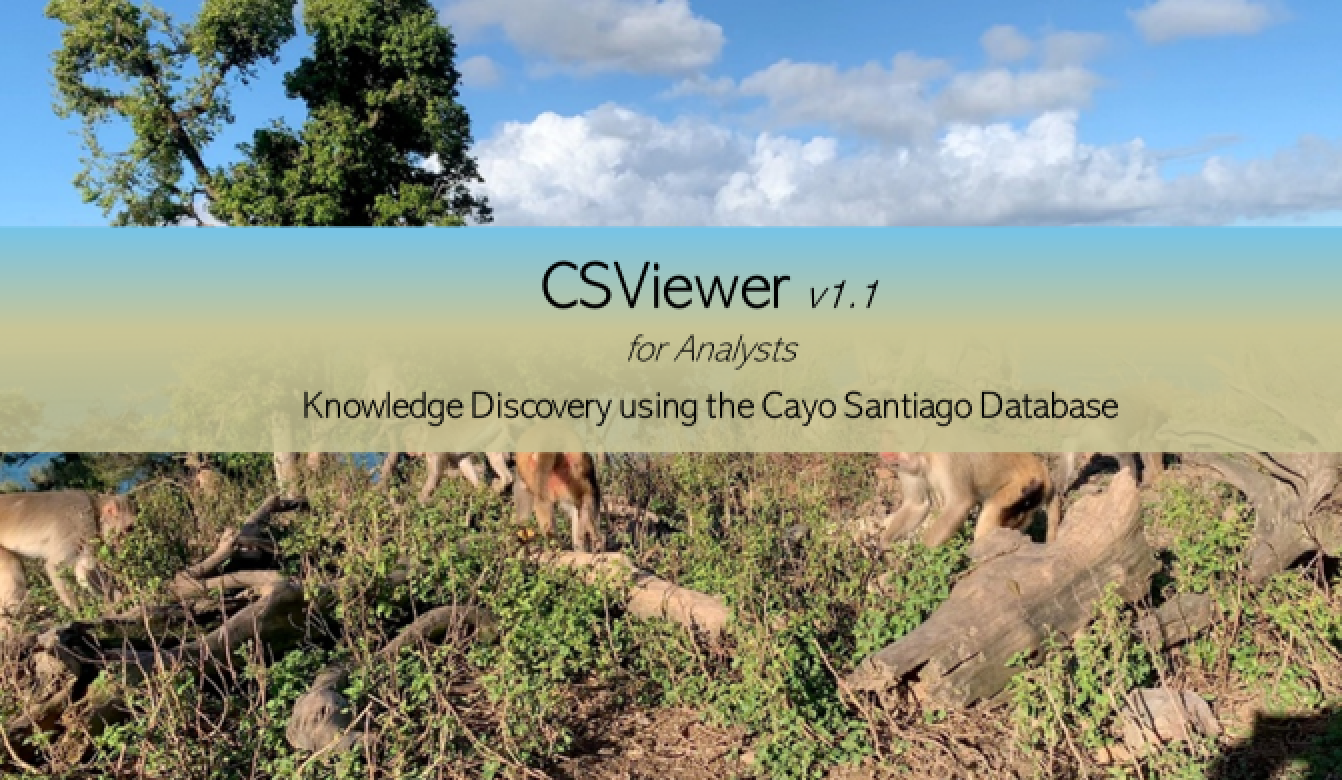 CSViewer v1.1
for Analysts
Knowledge Discovery using the Cayo Santiago Database